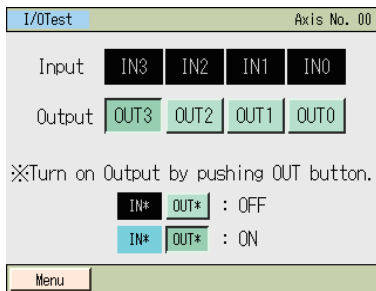 I/OTest Axis No. 00
Input IN3 IN2 IN1 IN0
Output OUT3 OUT2 OUT1 OUT0
※Turn on Output by pushing OUT button.
IN* OUT* : OFF
IN* OUT* : ON
Menu